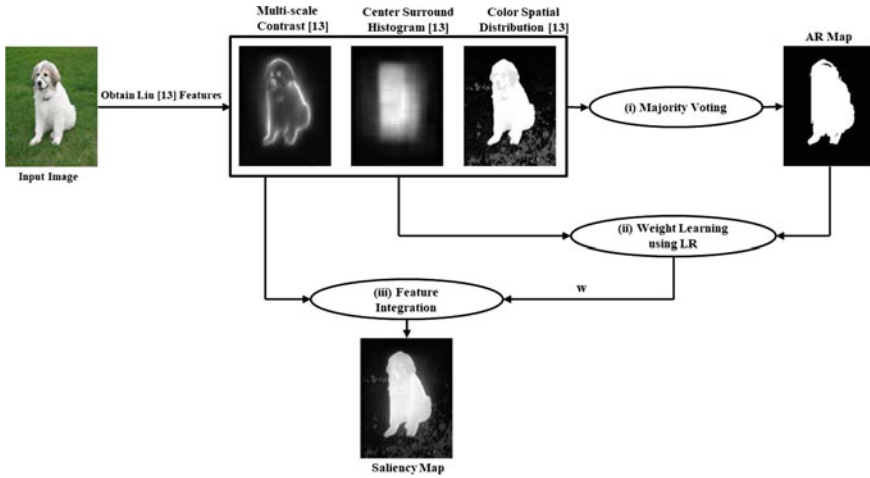 Multi-scale
Contrast [13]
Center Surround
Histogram [13]
Color Spatial
Distribution [13]
AR Map
Obtain Liu [13] Features
(i) Majority Voting
Input Image
(ii) Weight Learning
using LR
w
(iii) Feature
Integration
Saliency Map